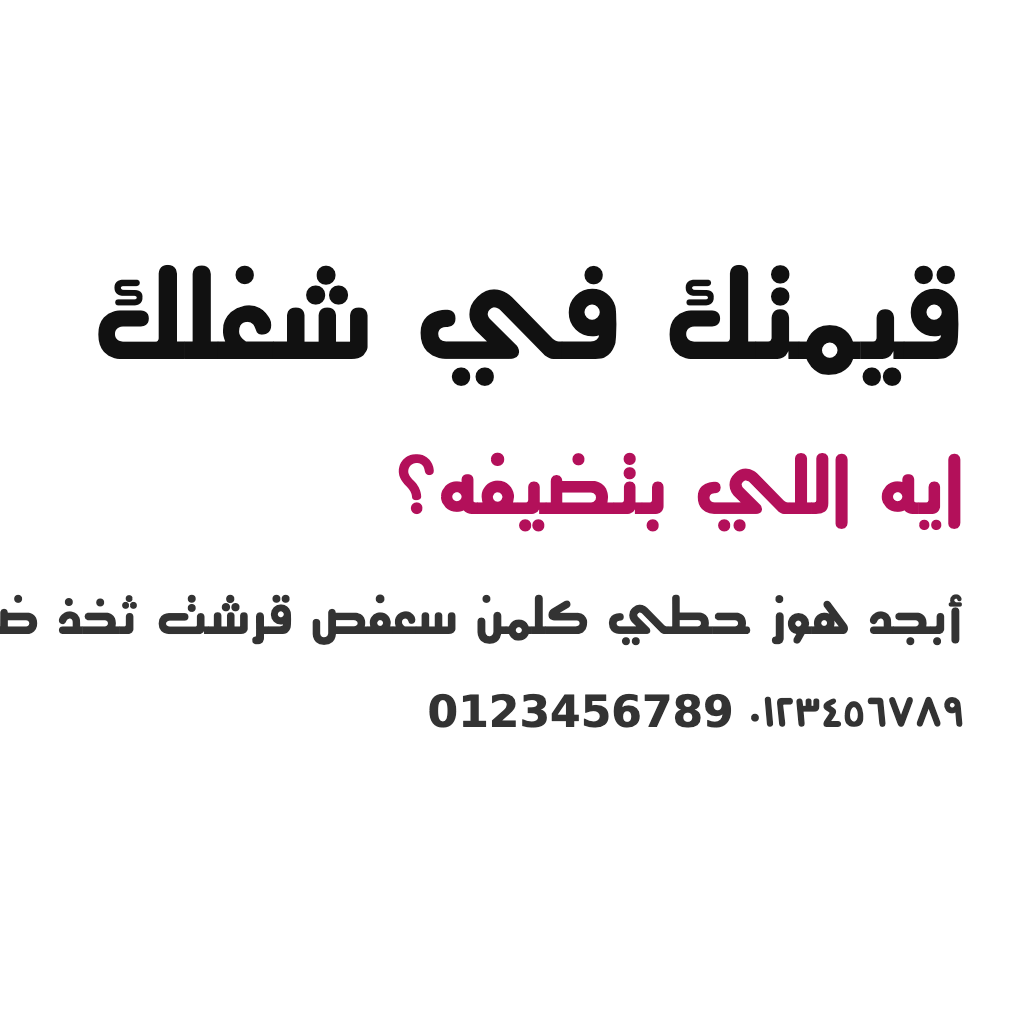 قيمتك في شغلك
ايه اللي بتضيفه؟
أبجد هوز حطي كلمن سعفص قرشت ثخذ
٠١٢٣٤٥٦٧٨٩ 0123456789